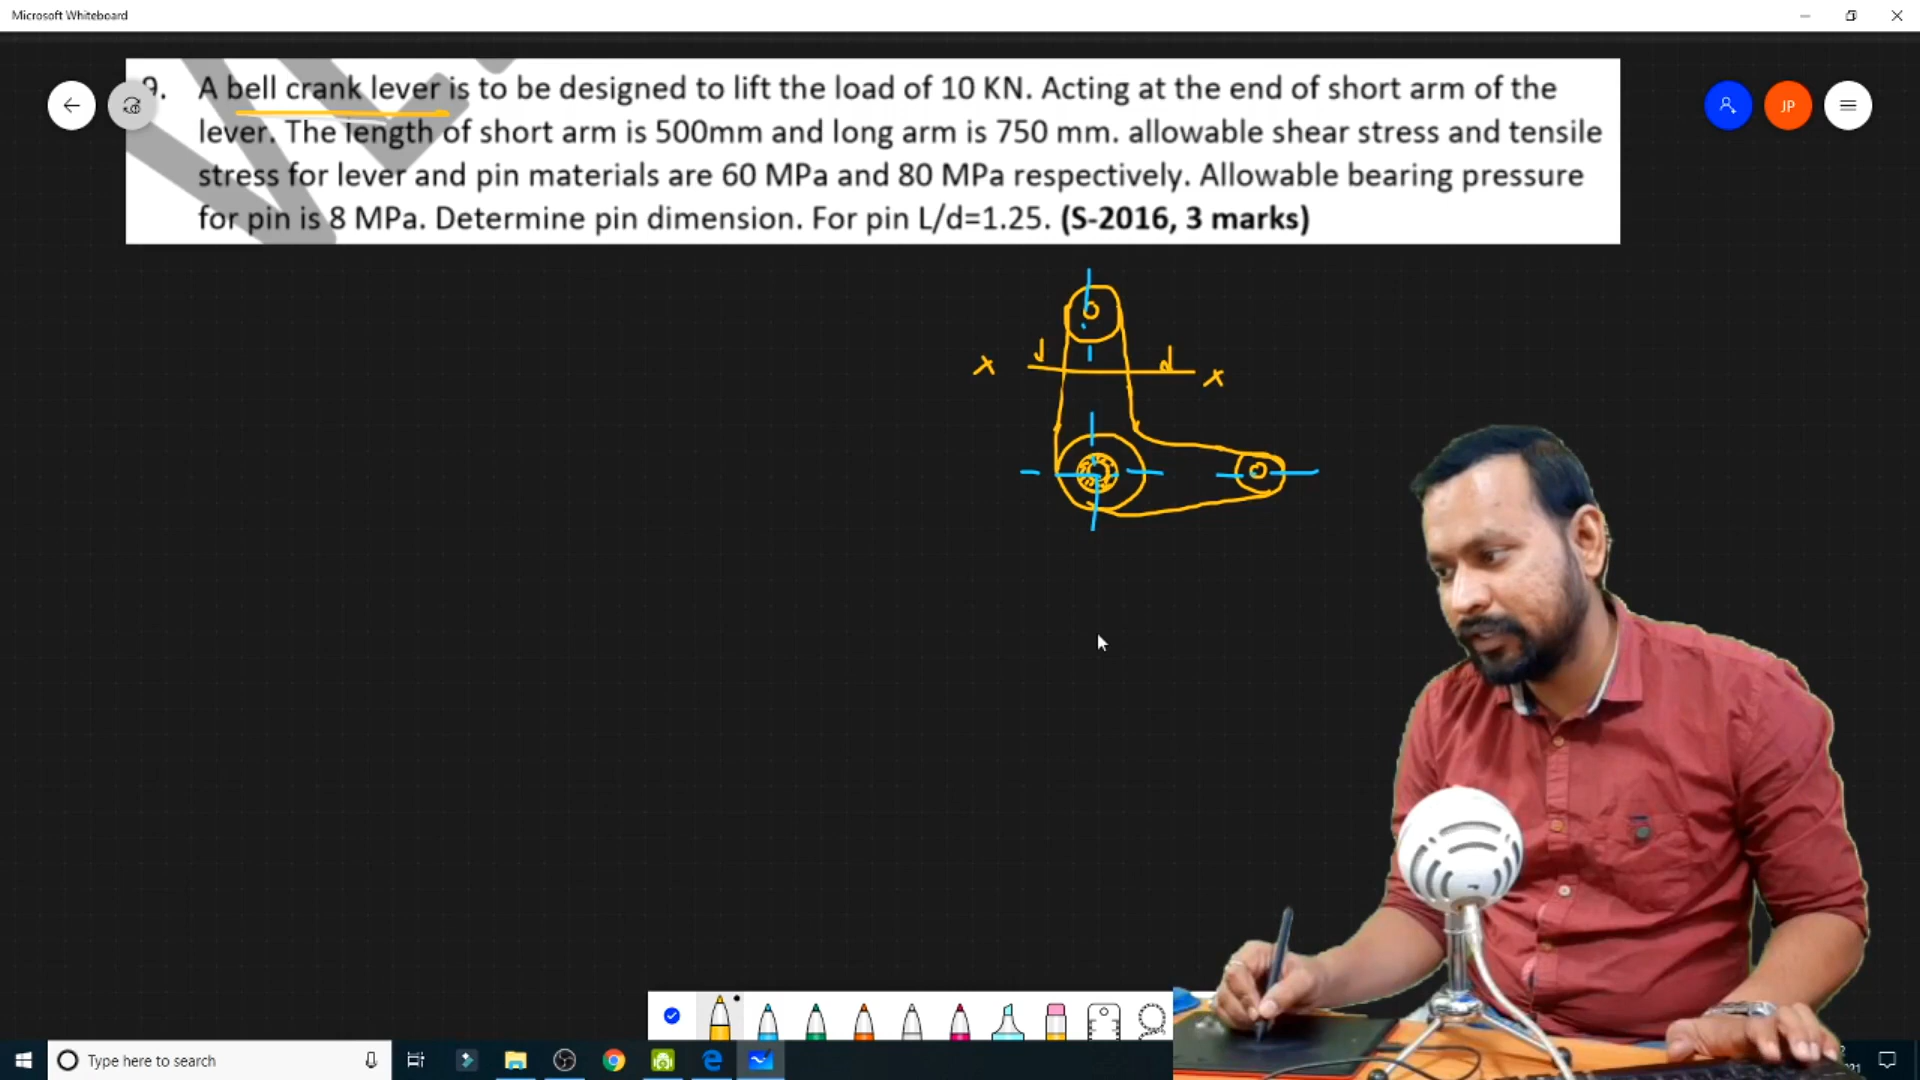 Microsoft Whiteboard
9. A bell crank lever is to be designed to lift the load of 10 KN. Acting at the end of short arm of the
lever. The length of short arm is 500mm and long arm is 750 mm. allowable shear stress and tensile
stress for lever and pin materials are 60 MPa and 80 MPa respectively. Allowable bearing pressure
for pin is 8 MPa. Determine pin dimension. For pin L/d=1.25. (S-2016, 3 marks)
JP
x x
Type here to search